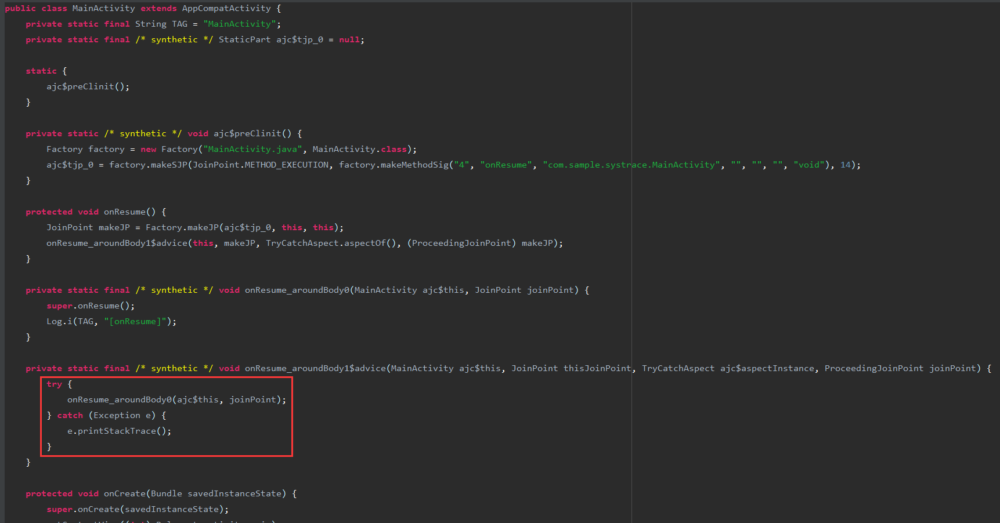 public class MainActivity extends AppCompatActivity {
    private static final String TAG = "MainActivity";
    private static final /* synthetic */ StaticPart ajc$tjp_0 = null;
    static {
        ajc$preClinit();
    }
    private static /* synthetic */ void ajc$preClinit() {
        Factory factory = new Factory("MainActivity.java", MainActivity.class);
        ajc$tjp_0 = factory.makeSJP(JoinPoint.METHOD_EXECUTION, factory.makeMethodSig("4", "onResume", "com.sample.systrace.MainActivity", "", "", "", "void"), 14);
    }
    protected void onResume() {
        JoinPoint makeJP = Factory.makeJP(ajc$tjp_0, this, this);
        onResume_aroundBody1$advice(this, makeJP, TryCatchAspect.aspectOf(), (ProceedingJoinPoint) makeJP);
    }
    private static final /* synthetic */ void onResume_aroundBody0(MainActivity ajc$this, JoinPoint joinPoint) {
        super.onResume();
        Log.i(TAG, "[onResume]");
    }
    private static final /* synthetic */ void onResume_aroundBody1$advice(MainActivity ajc$this, JoinPoint thisJoinPoint, TryCatchAspect ajc$aspectInstance, ProceedingJoinPoint joinPoint) {
        try {
            onResume_aroundBody0(ajc$this, joinPoint);
        } catch (Exception e) {
            e.printStackTrace();
        }
    }
    protected void onCreate(Bundle savedInstanceState) {
        super.onCreate(savedInstanceState);